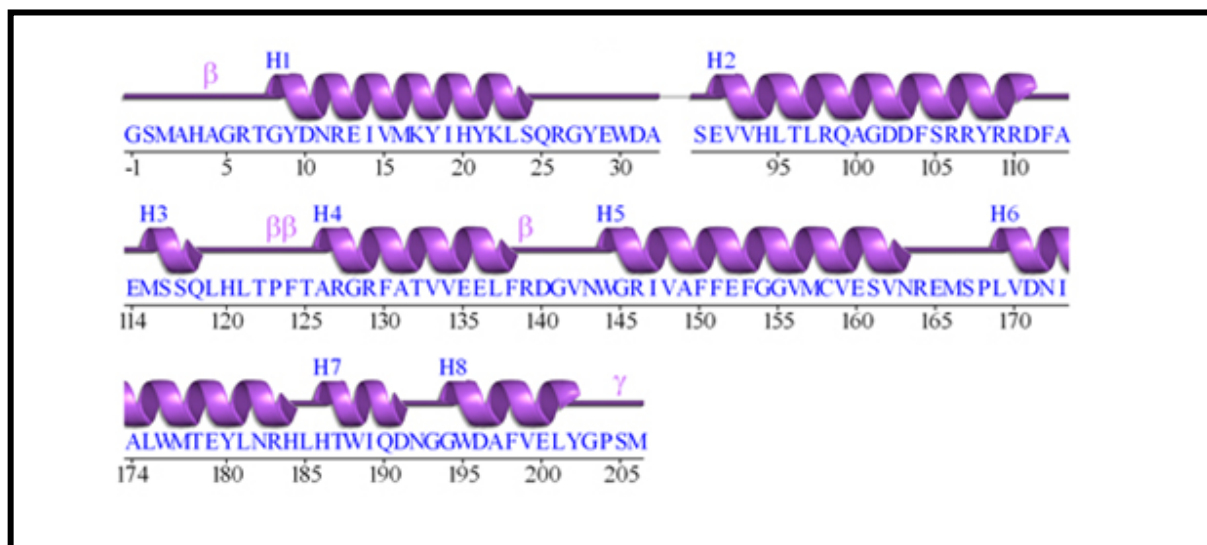 β H1 H2
GSMAHAGRTGYDNREIVMKYIHYKLSQRGYEWDA SEVVHLTLRQAGDDFSRRYRRDFA
-1 5 10 15 20 25 30 95 100 105 110
H3 ββ H4 β H5 H6
EMSSQLHLTPFTARGRFATVVEELFRDGVNWGRIVAFFEFGGVMCVESVNREMSPLVDNI
114 120 125 130 135 140 145 150 155 160 165 170
H7 H8 γ
ALWMTEYLNRHLHTWIQDNGGWDAFVELYGPSM
174 180 185 190 195 200 205